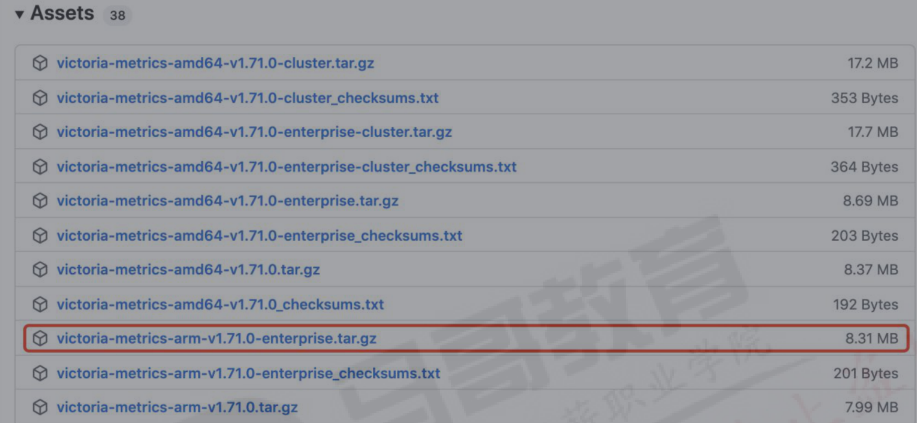 ▾ Assets 38
victoria-metrics-amd64-v1.71.0-cluster.tar.gz 17.2 MB
victoria-metrics-amd64-v1.71.0-cluster_checksums.txt 353 Bytes
victoria-metrics-amd64-v1.71.0-enterprise-cluster.tar.gz 17.7 MB
victoria-metrics-amd64-v1.71.0-enterprise-cluster_checksums.txt 364 Bytes
victoria-metrics-amd64-v1.71.0-enterprise.tar.gz 8.69 MB
victoria-metrics-amd64-v1.71.0-enterprise_checksums.txt 203 Bytes
victoria-metrics-amd64-v1.71.0.tar.gz 8.37 MB
victoria-metrics-amd64-v1.71.0_checksums.txt 192 Bytes
victoria-metrics-arm-v1.71.0-enterprise.tar.gz 8.31 MB
victoria-metrics-arm-v1.71.0-enterprise_checksums.txt 201 Bytes
victoria-metrics-arm-v1.71.0.tar.gz 7.99 MB
马哥教育
职业学院